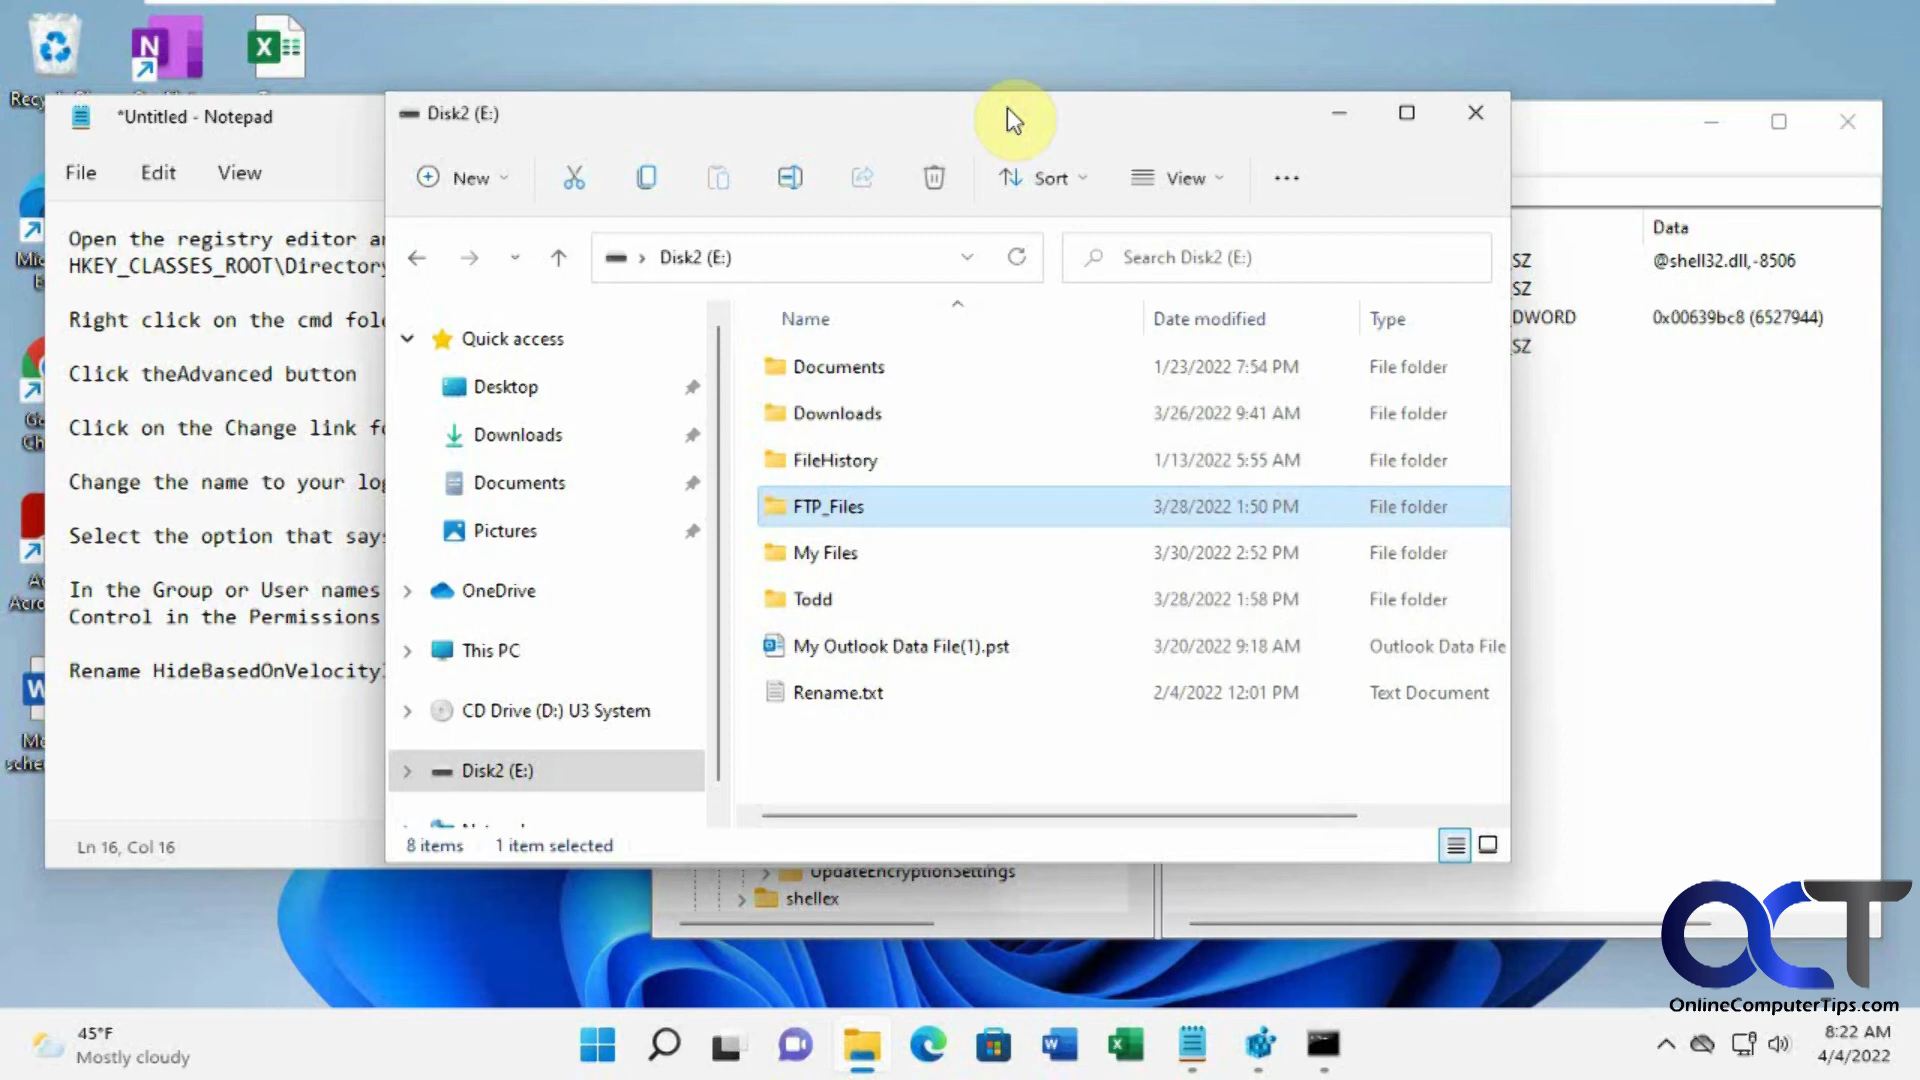 *Untitled - Notepad
File Edit View
Open the registry editor
HKEY_CLASSES_ROOT\Directory
Right click on the cmd
Click theAdvanced button
Click on the Change link
Change the name to your
Select the option that
In the Group or User names
Control in the Permissions
Rename
Ln 16, Col 16
Disk2 (E:)
New
Sort
View
Disk2 (E:)
Search Disk2 (E:)
Quick access
Desktop
Downloads
Documents
Pictures
OneDrive
This PC
CD Drive (D:) U3 System
Disk2 (E:)
Name Date modified Type
Documents 1/23/2022 7:54 PM File folder
Downloads 3/26/2022 9:41 AM File folder
FileHistory 1/13/2022 5:55 AM File folder
FTP_Files 3/28/2022 1:50 PM File folder
My Files 3/30/2022 2:52 PM File folder
Todd 3/28/2022 1:58 PM File folder
My Outlook Data File(1).pst 3/20/2022 9:18 AM Outlook Data File
Rename.txt 2/4/2022 12:01 PM Text Document
8 items 1 item selected
Data
_SZ @shell32.dll,-8506
_SZ
_DWORD 0x00639bc8 (6527944)
_SZ
UpdateEncryptionSettings
shellex
OCT
OnlineComputerTips.com
45°F
Mostly cloudy
8:22 AM
4/4/2022